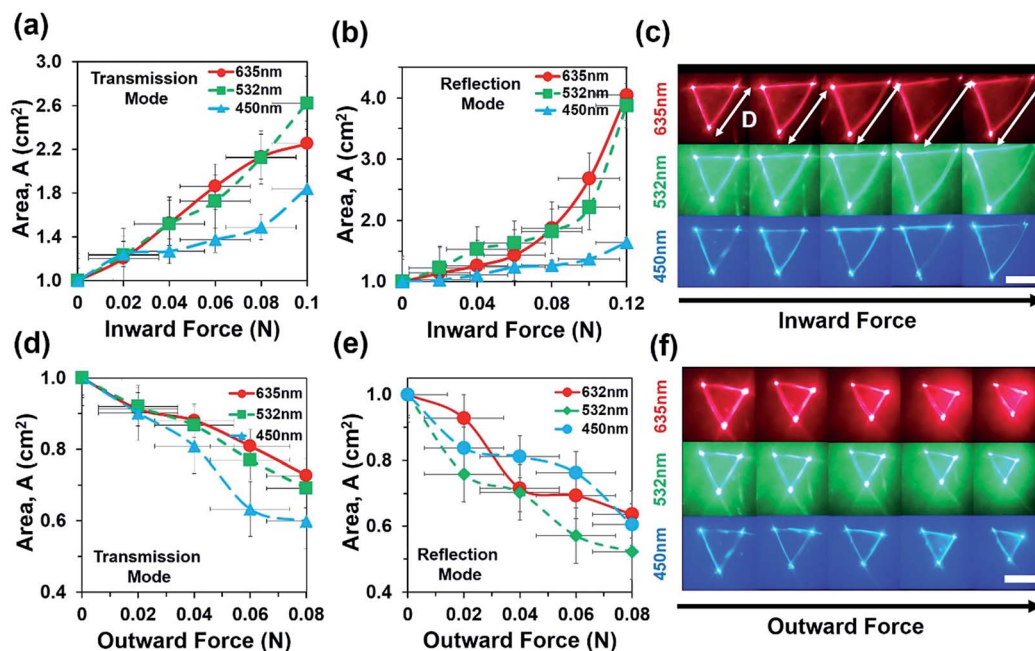 (a)
Area, A (cm²)
2.6
2.2
1.8
1.4
1.0
Transmission
Mode
635nm
532nm
450nm
0
0.02
0.04
0.06
0.08
0.1
Inward Force (N)
(b)
Area, A (cm²)
4.0
3.0
2.0
1.0
Reflection
Mode
635nm
532nm
450nm
0
0.04
0.08
0.12
Inward Force (N)
(c)
635nm
532nm
450nm
D
Inward Force
(d)
Area, A (cm²)
1.0
0.8
0.6
0.4
635nm
532nm
450nm
Transmission
Mode
0
0.02
0.04
0.06
0.08
Outward Force (N)
(e)
Area, A (cm²)
1.0
0.8
0.6
0.4
632nm
532nm
450nm
Reflection
Mode
0
0.02
0.04
0.06
0.08
Outward Force (N)
(f)
635nm
532nm
450nm
Outward Force